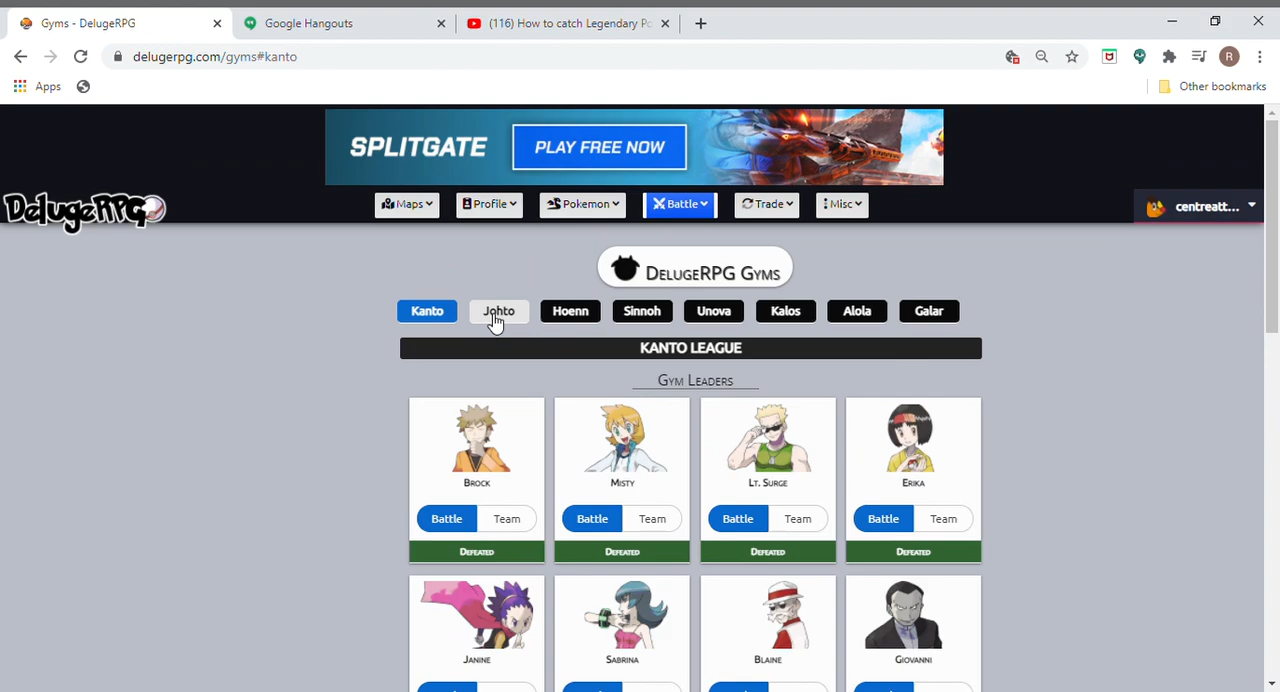 Gyms - DelugeRPG
Google Hangouts
(116) How to catch Legendary Po
delugerpg.com/gyms#kanto
R
Apps
Other bookmarks
SPLITGATE
PLAY FREE NOW
DelugeRPG
Maps
Profile
Pokemon
Battle
Trade
Misc
centreatt...
DelugeRPG Gyms
Kanto
Johto
Hoenn
Sinnoh
Unova
Kalos
Alola
Galar
KANTO LEAGUE
Gym Leaders
Brock
Misty
Lt. Surge
Erika
Battle Team
Battle Team
Battle Team
Battle Team
Defeated
Defeated
Defeated
Defeated
Janine
Sabrina
Blaine
Giovanni